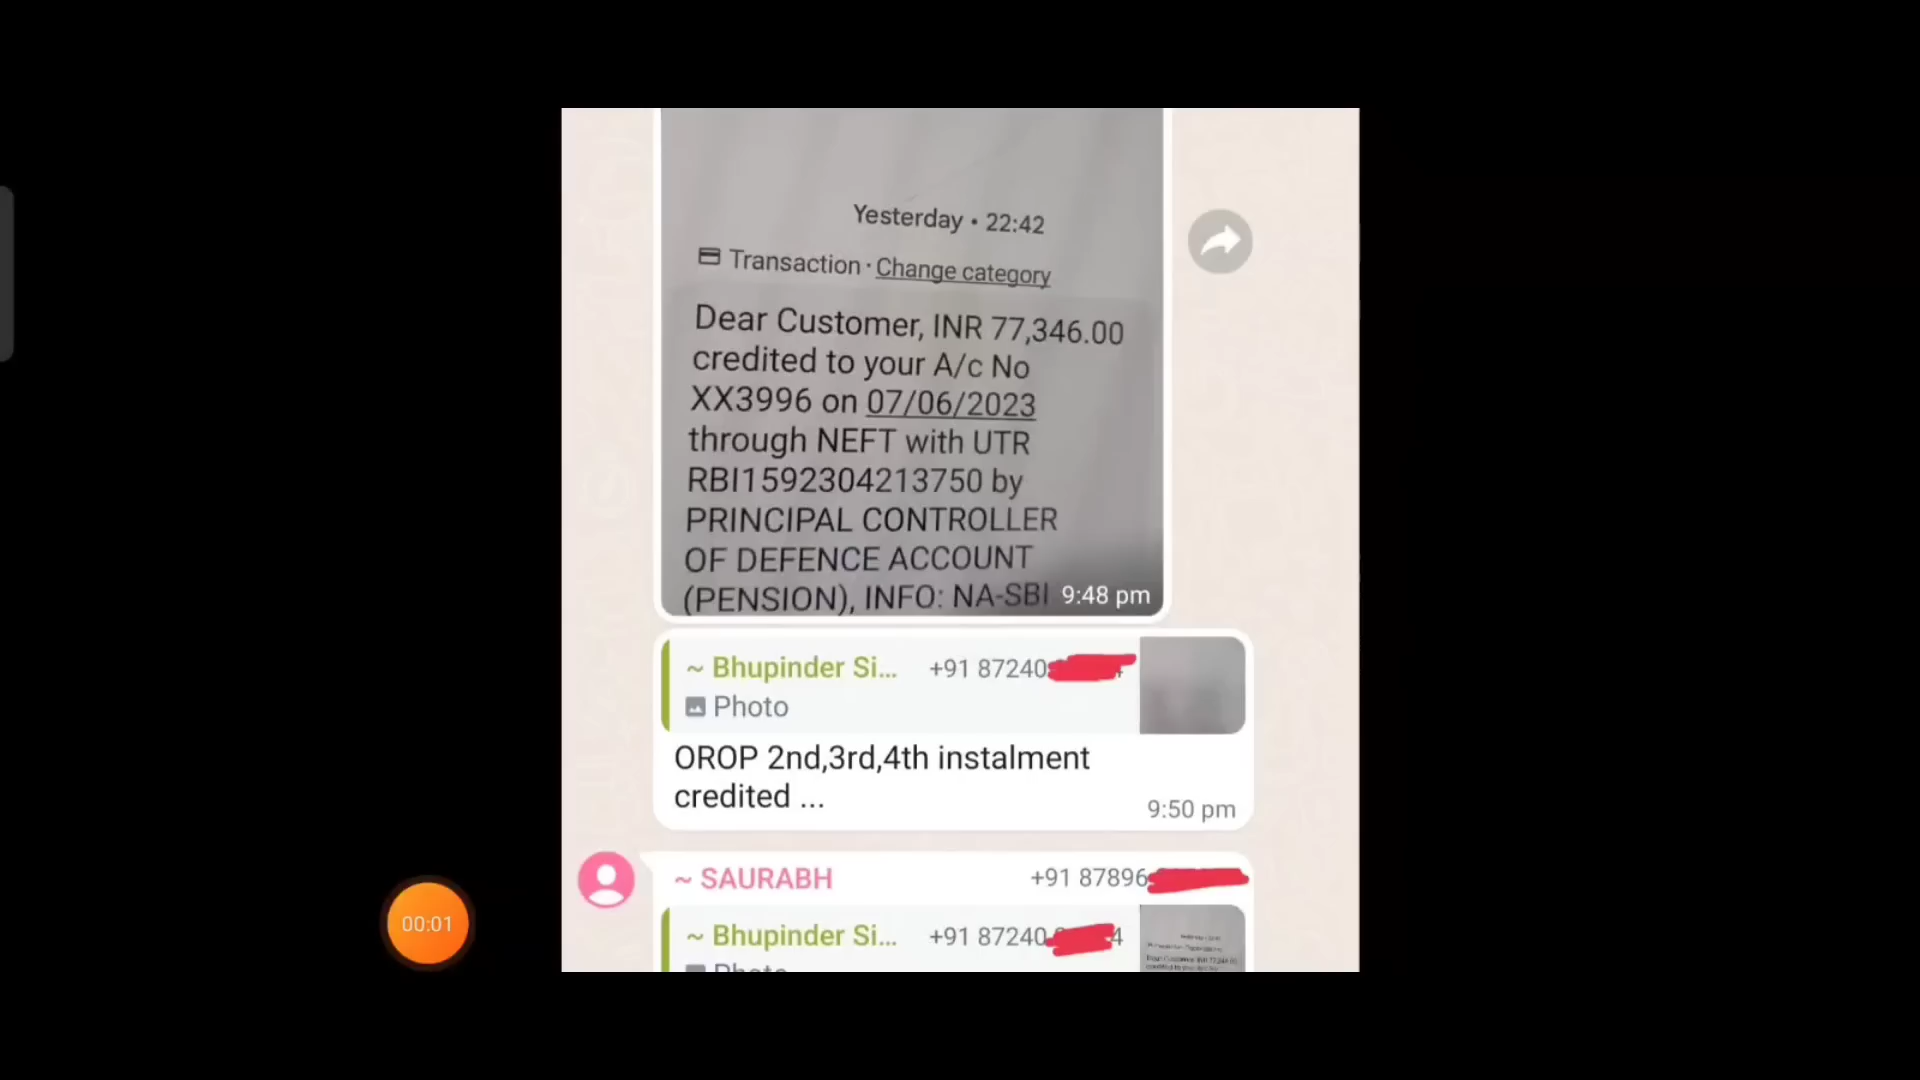 Yesterday • 22:42
Transaction · Change category
Dear Customer, INR 77,346.00
credited to your A/c No
XX3996 on 07/06/2023
through NEFT with UTR
RBI1592304213750 by
PRINCIPAL CONTROLLER
OF DEFENCE ACCOUNT
(PENSION), INFO: NA-SBI
9:48 pm
~ Bhupinder Si... +91 87240
Photo
OROP 2nd,3rd,4th instalment
credited ...
9:50 pm
~ SAURABH +91 87896
~ Bhupinder Si... +91 87240 4
Photo
00:01